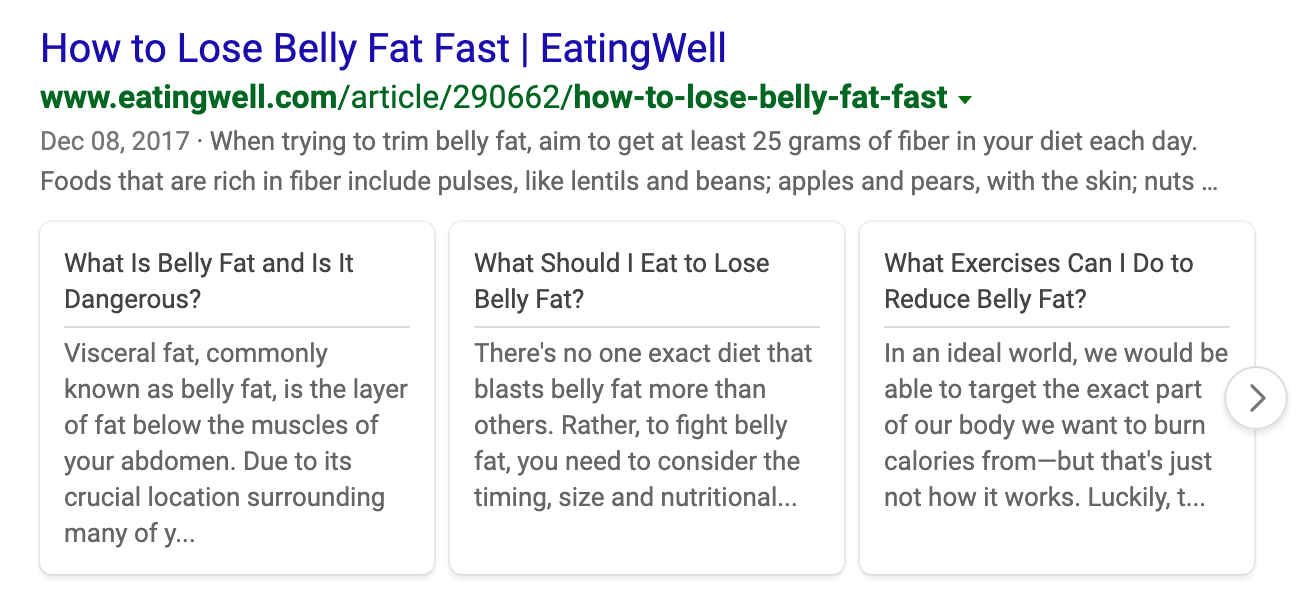 How to Lose Belly Fat Fast | EatingWell
www.eatingwell.com/article/290662/how-to-lose-belly-fat-fast
Dec 08, 2017 · When trying to trim belly fat, aim to get at least 25 grams of fiber in your diet each day.
Foods that are rich in fiber include pulses, like lentils and beans; apples and pears, with the skin; nuts ...
What Is Belly Fat and Is It
Dangerous?
Visceral fat, commonly
known as belly fat, is the layer
of fat below the muscles of
your abdomen. Due to its
crucial location surrounding
many of y...
What Should I Eat to Lose
Belly Fat?
There's no one exact diet that
blasts belly fat more than
others. Rather, to fight belly
fat, you need to consider the
timing, size and nutritional...
What Exercises Can I Do to
Reduce Belly Fat?
In an ideal world, we would be
able to target the exact part
of our body we want to burn
calories from—but that's just
not how it works. Luckily, t...